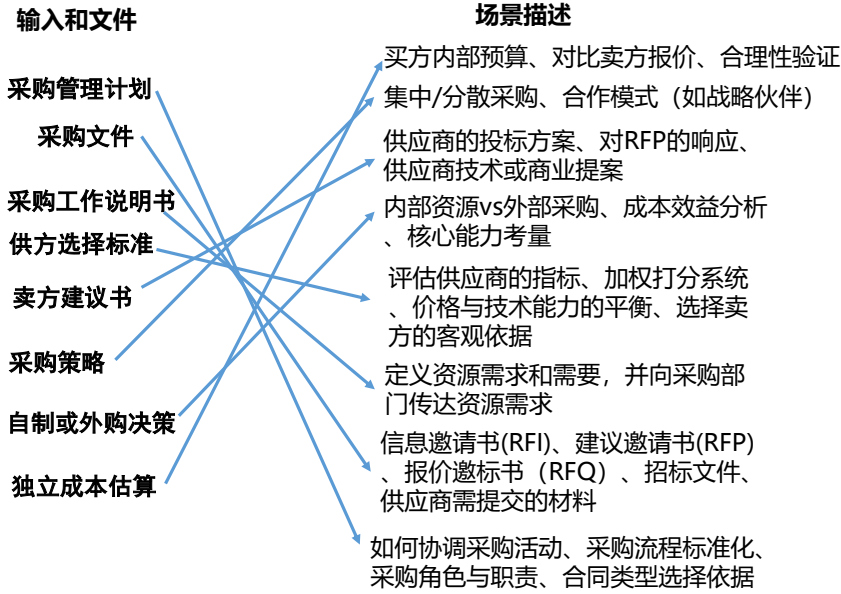 输入和文件
采购管理计划
采购文件
采购工作说明书
供方选择标准
卖方建议书
采购策略
自制或外购决策
独立成本估算
场景描述
买方内部预算、对比卖方报价、合理性验证
集中/分散采购、合作模式（如战略伙伴）
供应商的投标方案、对RFP的响应、
供应商技术或商业提案
内部资源vs外部采购、成本效益分析
、核心能力考量
评估供应商的指标、加权打分系统
、价格与技术能力的平衡、选择卖
方的客观依据
定义资源需求和需要，并向采购部
门传达资源需求
信息邀请书(RFI)、建议邀请书(RFP)
、报价邀标书（RFQ）、招标文件、
供应商需提交的材料
如何协调采购活动、采购流程标准化、
采购角色与职责、合同类型选择依据